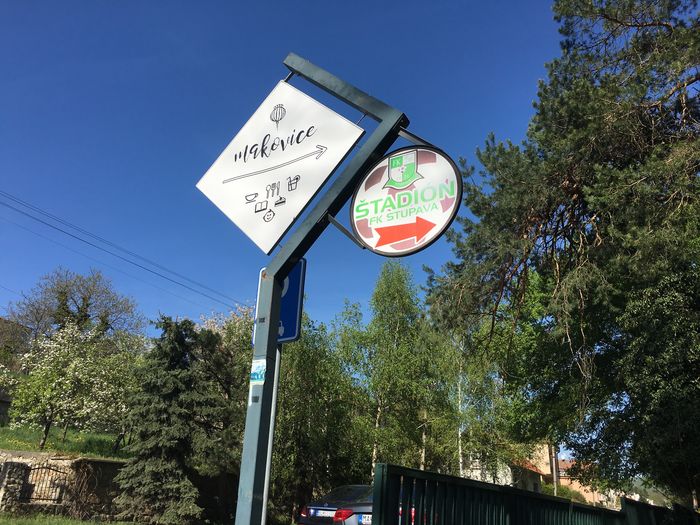 makovice
FK
ŠTADIÓN
FK STUPAVA